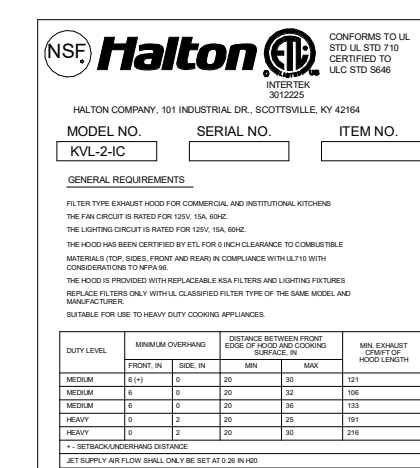 NSF
Halton
ETL
INTERTEK
3012225
CONFORMS TO UL
STD UL STD 710
CERTIFIED TO
ULC STD S646
HALTON COMPANY, 101 INDUSTRIAL DR., SCOTTSVILLE, KY 42164
MODEL NO. SERIAL NO. ITEM NO.
KVL-2-IC
GENERAL REQUIREMENTS
FILTER TYPE EXHAUST HOOD FOR COMMERCIAL AND INSTITUTIONAL KITCHENS
THE FAN CIRCUIT IS RATED FOR 125V, 15A, 60HZ.
THE LIGHTING CIRCUIT IS RATED FOR 125V, 15A, 60HZ.
THE HOOD HAS BEEN CERTIFIED BY ETL FOR 0 INCH CLEARANCE TO COMBUSTIBLE
MATERIALS (TOP, SIDES, FRONT AND REAR) IN COMPLIANCE WITH UL710 WITH
CONSIDERATIONS TO NFPA 96.
THE HOOD IS PROVIDED WITH REPLACEABLE KSA FILTERS AND LIGHTING FIXTURES
REPLACE FILTERS ONLY WITH UL CLASSIFIED FILTER TYPE OF THE SAME MODEL AND
MANUFACTURER.
SUITABLE FOR USE TO HEAVY DUTY COOKING APPLIANCES.
DUTY LEVEL
MINIMUM OVERHANG
DISTANCE BETWEEN FRONT
EDGE OF HOOD AND COOKING
SURFACE, IN
MIN. EXHAUST
CFM/FT OF
HOOD LENGTH
FRONT, IN SIDE, IN MIN MAX
MEDIUM 6 (+) 0 20 30 121
MEDIUM 6 0 20 32 106
MEDIUM 6 0 20 36 133
HEAVY 0 2 20 25 191
HEAVY 0 2 20 30 216
+ - SETBACK/UNDERHANG DISTANCE
JET SUPPLY AIR FLOW SHALL ONLY BE SET AT 0.26 IN H20